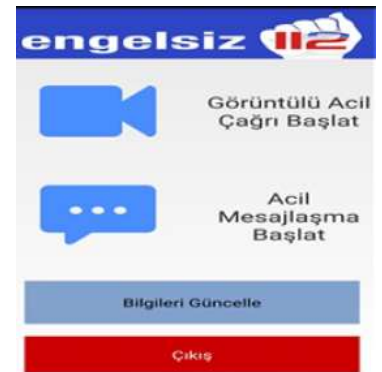 engelsiz 112
Görüntülü Acil
Çağrı Başlat
Acil
Mesajlaşma
Başlat
Bilgileri Güncelle
Çıkış